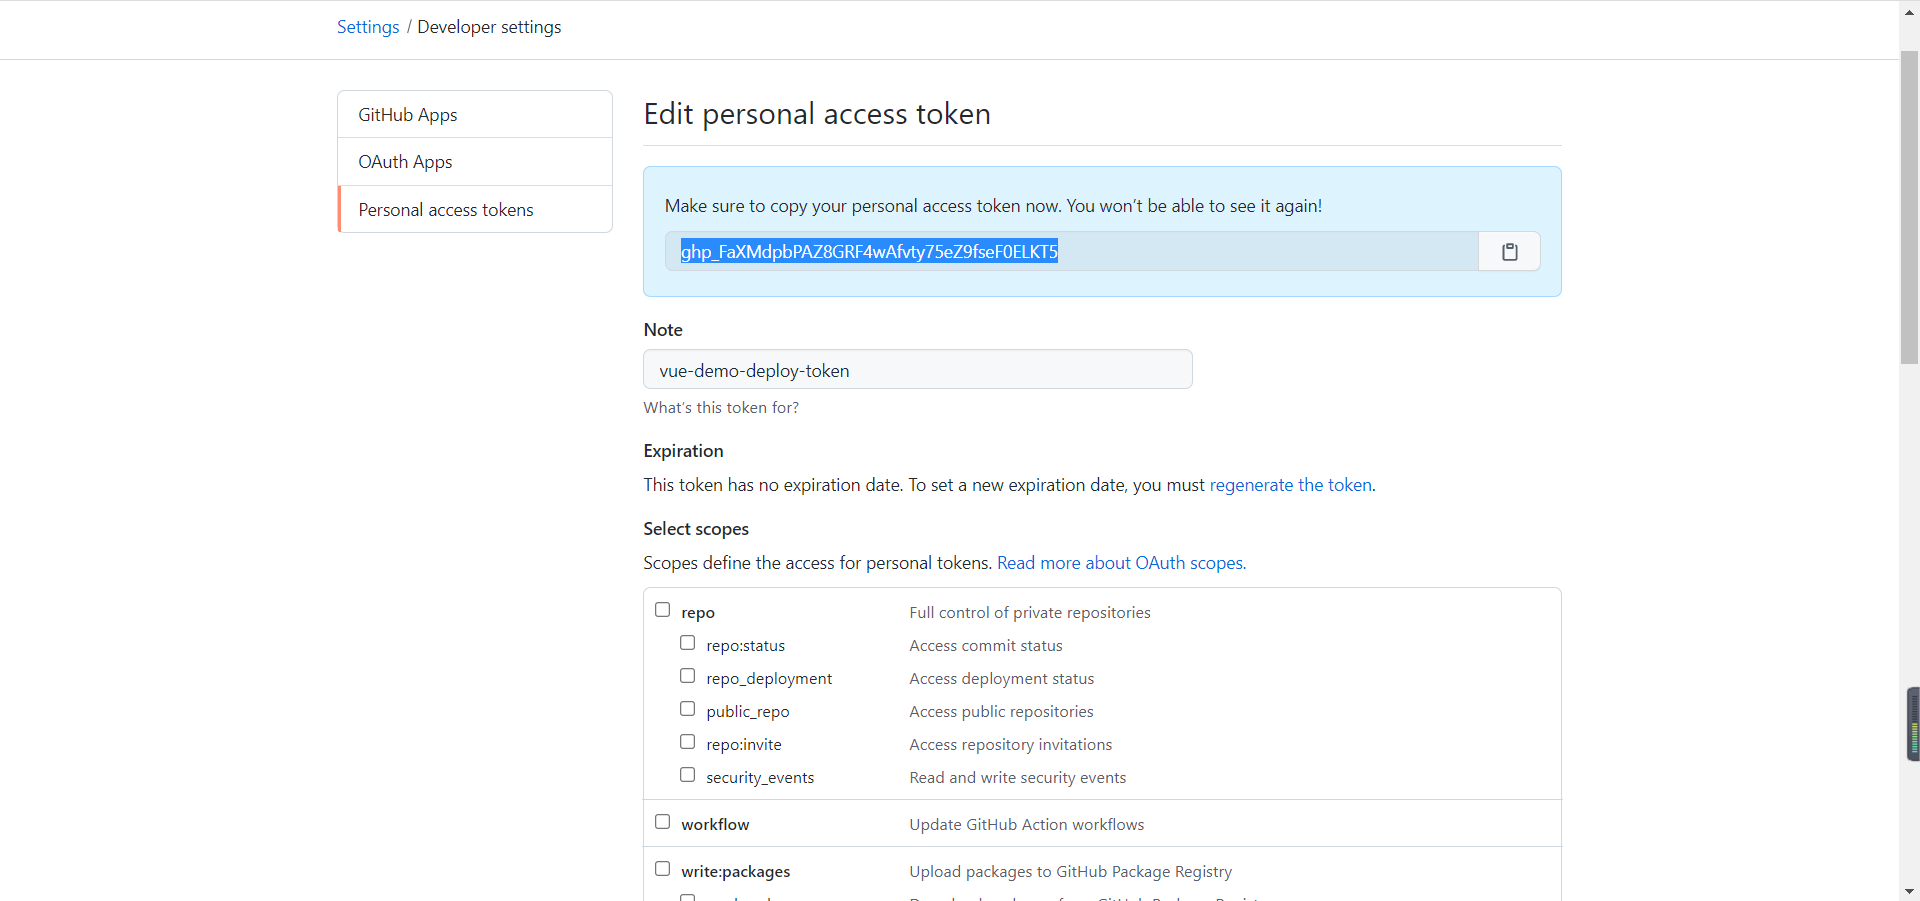 Settings / Developer settings
GitHub Apps
OAuth Apps
Personal access tokens
Edit personal access token
Make sure to copy your personal access token now. You won't be able to see it again!
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
Note
vue-demo-deploy-token
What's this token for?
Expiration
This token has no expiration date. To set a new expiration date, you must regenerate the token.
Select scopes
Scopes define the access for personal tokens. Read more about OAuth scopes.
repo Full control of private repositories
repo:status Access commit status
repo_deployment Access deployment status
public_repo Access public repositories
repo:invite Access repository invitations
security_events Read and write security events
workflow Update GitHub Action workflows
write:packages Upload packages to GitHub Package Registry